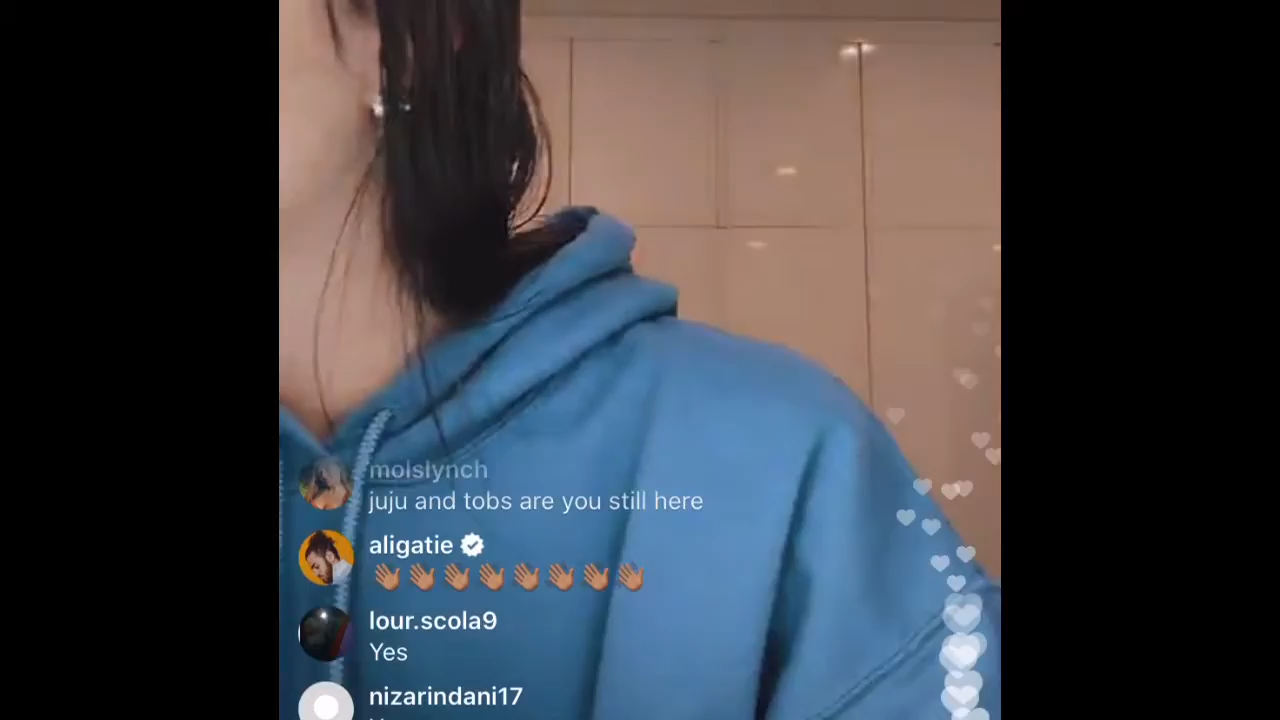 molslynch
juju and tobs are you still here
aligatie
👋🏽👋🏽👋🏽👋🏽👋🏽👋🏽👋🏽👋🏽
lour.scola9
Yes
nizarindani17